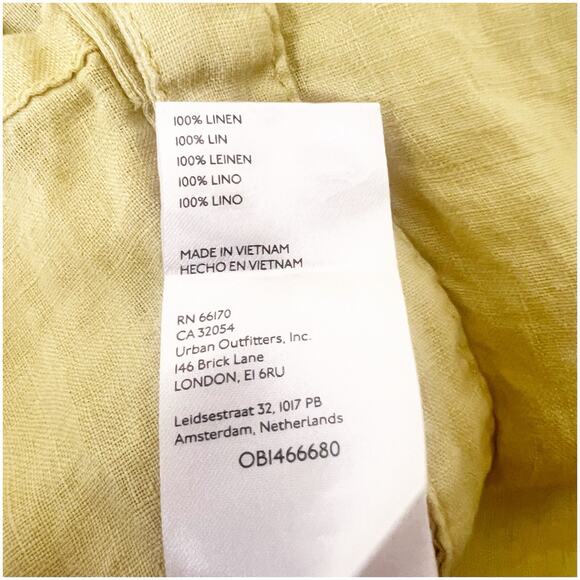 100% LINEN
100% LIN
100% LEINEN
100% LINO
100% LINO
MADE IN VIETNAM
HECHO EN VIETNAM
RN 66170
CA 32054
Urban Outfitters, Inc.
146 Brick Lane
LONDON, E1 6RU
Leidsestraat 32, 1017 PB
Amsterdam, Netherlands
OB1466680